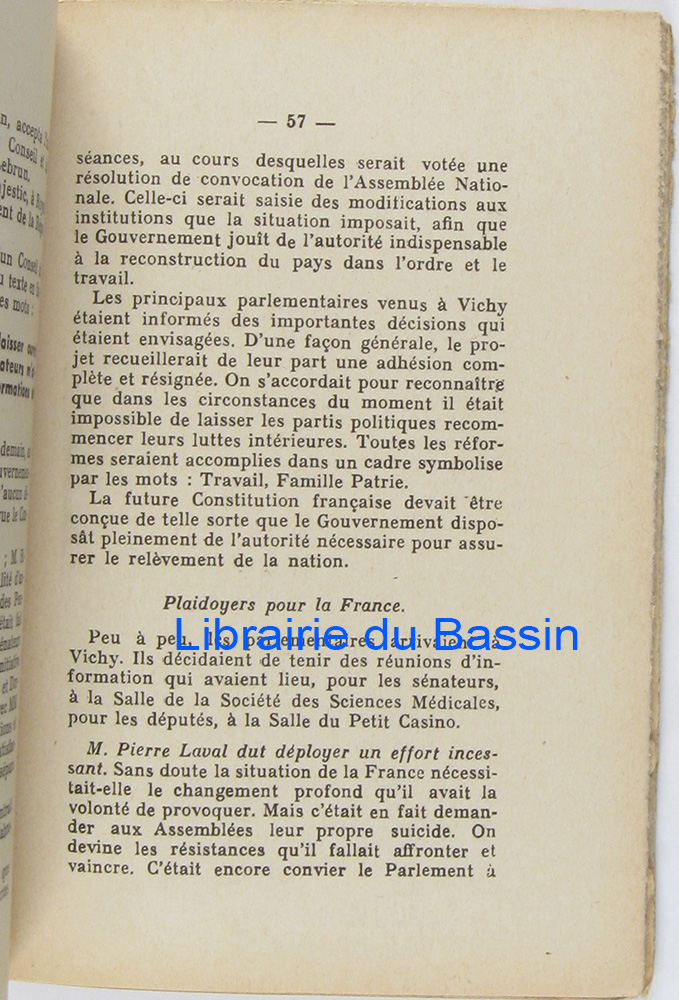 — 57 —
séances, au cours desquelles serait votée une
résolution de convocation de l'Assemblée Natio-
nale. Celle-ci serait saisie des modifications aux
institutions que la situation imposait, afin que
le Gouvernement jouît de l'autorité indispensable
à la reconstruction du pays dans l'ordre et le
travail.
Les principaux parlementaires venus à Vichy
étaient informés des importantes décisions qui
étaient envisagées. D'une façon générale, le pro-
jet recueillerait de leur part une adhésion com-
plète et résignée. On s'accordait pour reconnaître
que dans les circonstances du moment il était
impossible de laisser les partis politiques recom-
mencer leurs luttes intérieures. Toutes les réfor-
mes seraient accomplies dans un cadre symbolise
par les mots : Travail, Famille Patrie.
La future Constitution française devait être
conçue de telle sorte que le Gouvernement dispo-
sât pleinement de l'autorité nécessaire pour assu-
rer le relèvement de la nation.
Plaidoyers pour la France.
Peu à peu, les parlementaires arrivaient à
Librairie du Bassin
Vichy. Ils décidaient de tenir des réunions d'in-
formation qui avaient lieu, pour les sénateurs,
à la Salle de la Société des Sciences Médicales,
pour les députés, à la Salle du Petit Casino.
M. Pierre Laval dut déployer un effort inces-
sant. Sans doute la situation de la France nécessi-
tait-elle le changement profond qu'il avait la
volonté de provoquer. Mais c'était en fait deman-
der aux Assemblées leur propre suicide. On
devine les résistances qu'il fallait affronter et
vaincre. C'était encore convier le Parlement à